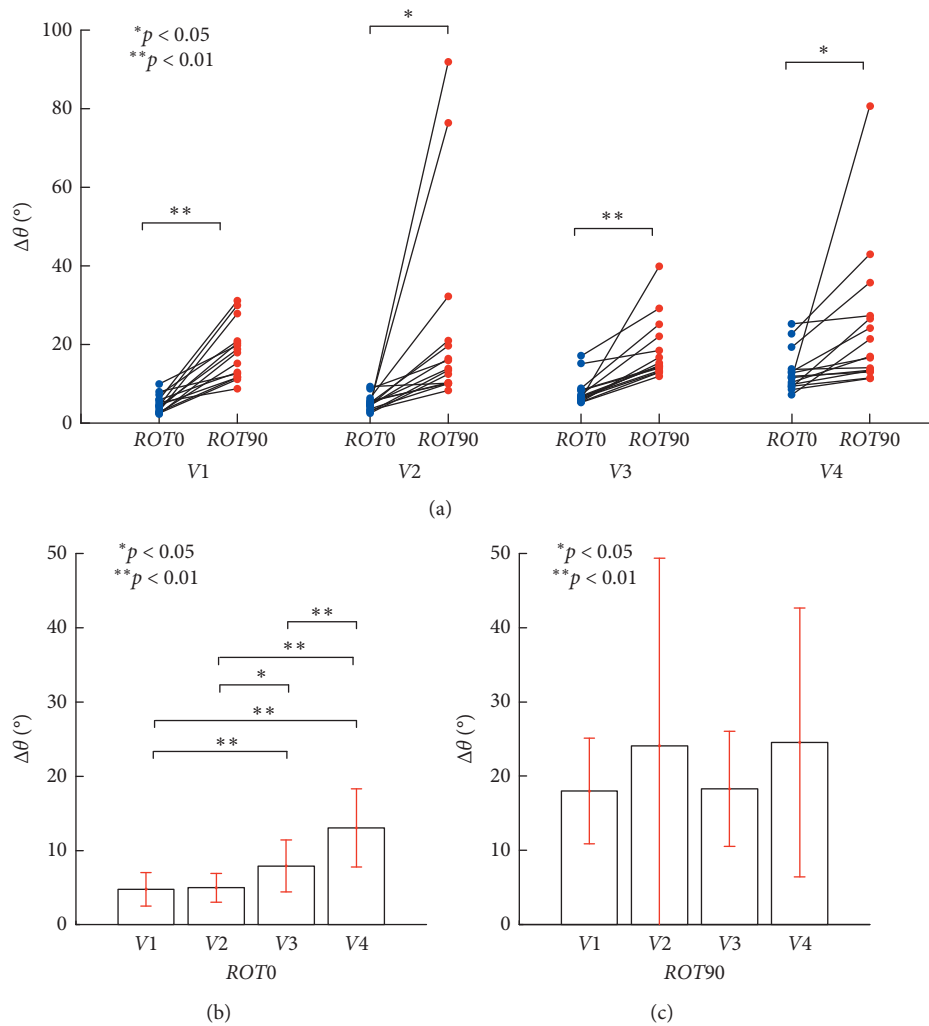 100
80
60
40
20
0
Δθ (°)
*p < 0.05
**p < 0.01
**
*
**
*
ROT0 ROT90 ROT0 ROT90 ROT0 ROT90 ROT0 ROT90
V1 V2 V3 V4
(a)
50
40
30
20
10
0
Δθ (°)
*p < 0.05
**p < 0.01
**
**
*
**
**
V1 V2 V3 V4
ROT0
(b)
50
40
30
20
10
0
Δθ (°)
*p < 0.05
**p < 0.01
V1 V2 V3 V4
ROT90
(c)